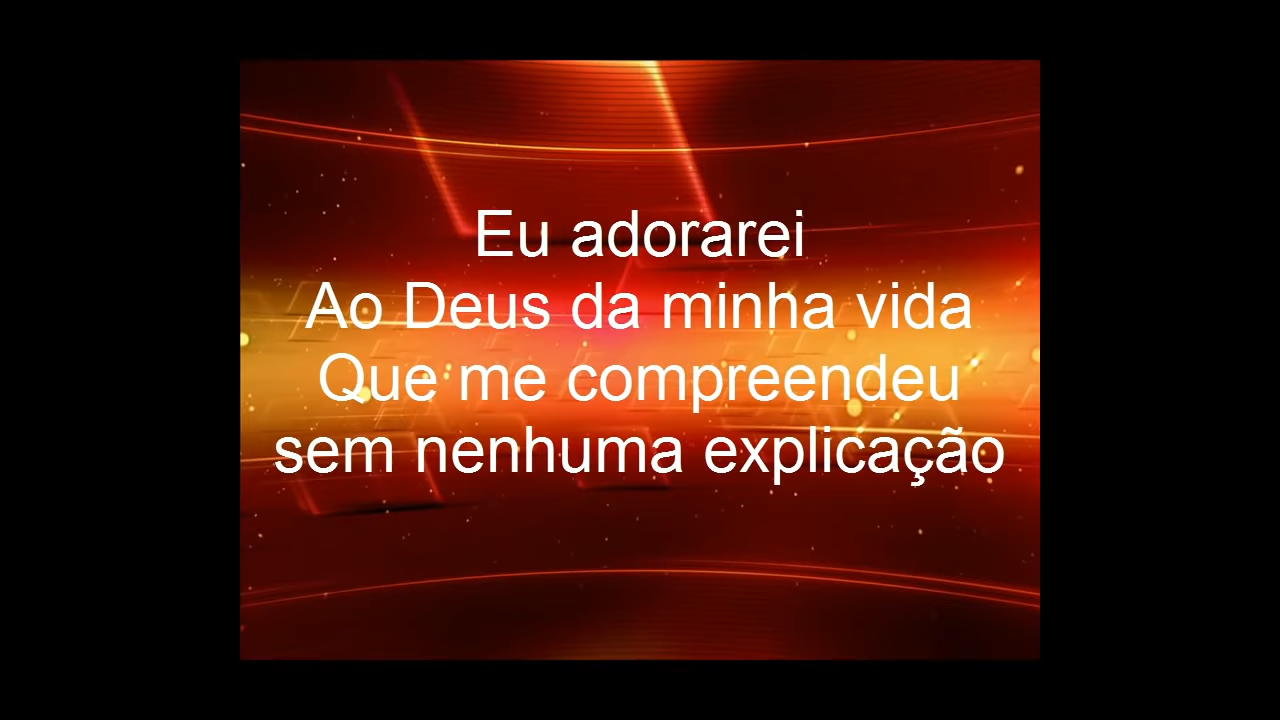 Eu adorarei
Ao Deus da minha vida
Que me compreendeu
sem nenhuma explicação